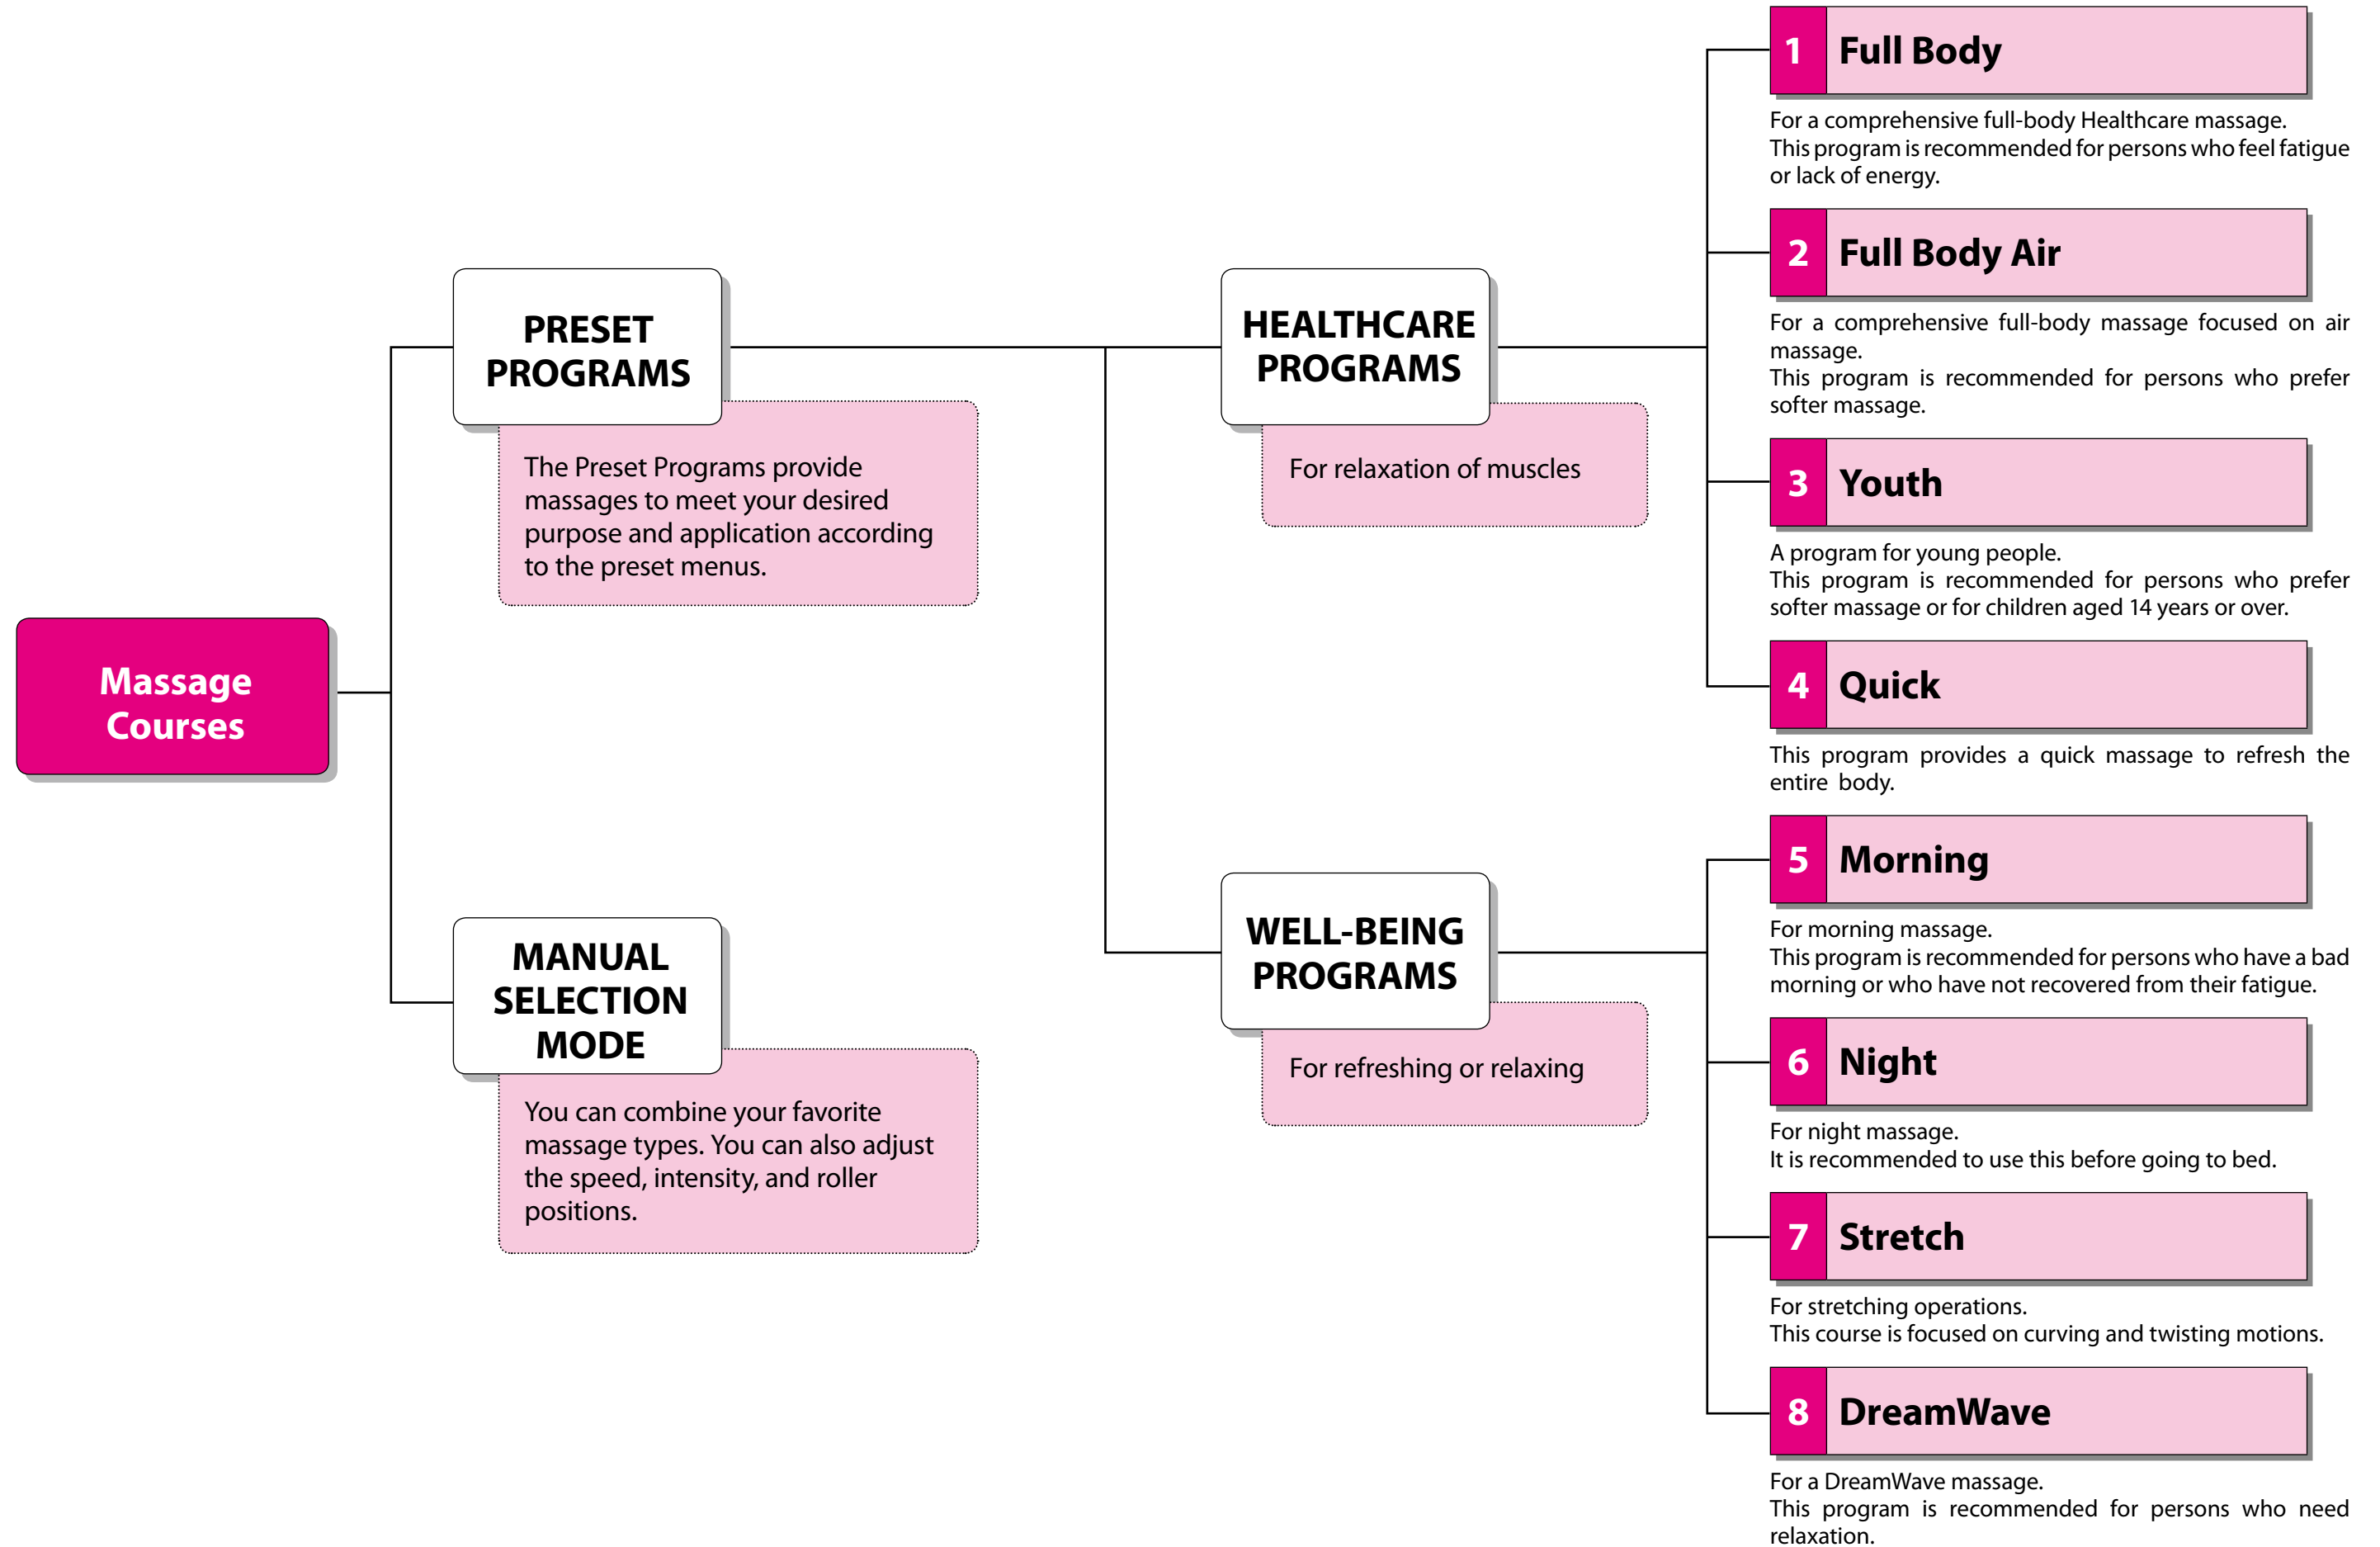 Massage
Courses
PRESET
PROGRAMS
The Preset Programs provide
massages to meet your desired
purpose and application according
to the preset menus.
MANUAL
SELECTION
MODE
You can combine your favorite
massage types. You can also adjust
the speed, intensity, and roller
positions.
HEALTHCARE
PROGRAMS
For relaxation of muscles
WELL-BEING
PROGRAMS
For refreshing or relaxing
1 Full Body
For a comprehensive full-body Healthcare massage.
This program is recommended for persons who feel fatigue
or lack of energy.
2 Full Body Air
For a comprehensive full-body massage focused on air
massage.
This program is recommended for persons who prefer
softer massage.
3 Youth
A program for young people.
This program is recommended for persons who prefer
softer massage or for children aged 14 years or over.
4 Quick
This program provides a quick massage to refresh the
entire body.
5 Morning
For morning massage.
This program is recommended for persons who have a bad
morning or who have not recovered from their fatigue.
6 Night
For night massage.
It is recommended to use this before going to bed.
7 Stretch
For stretching operations.
This course is focused on curving and twisting motions.
8 DreamWave
For a DreamWave massage.
This program is recommended for persons who need
relaxation.